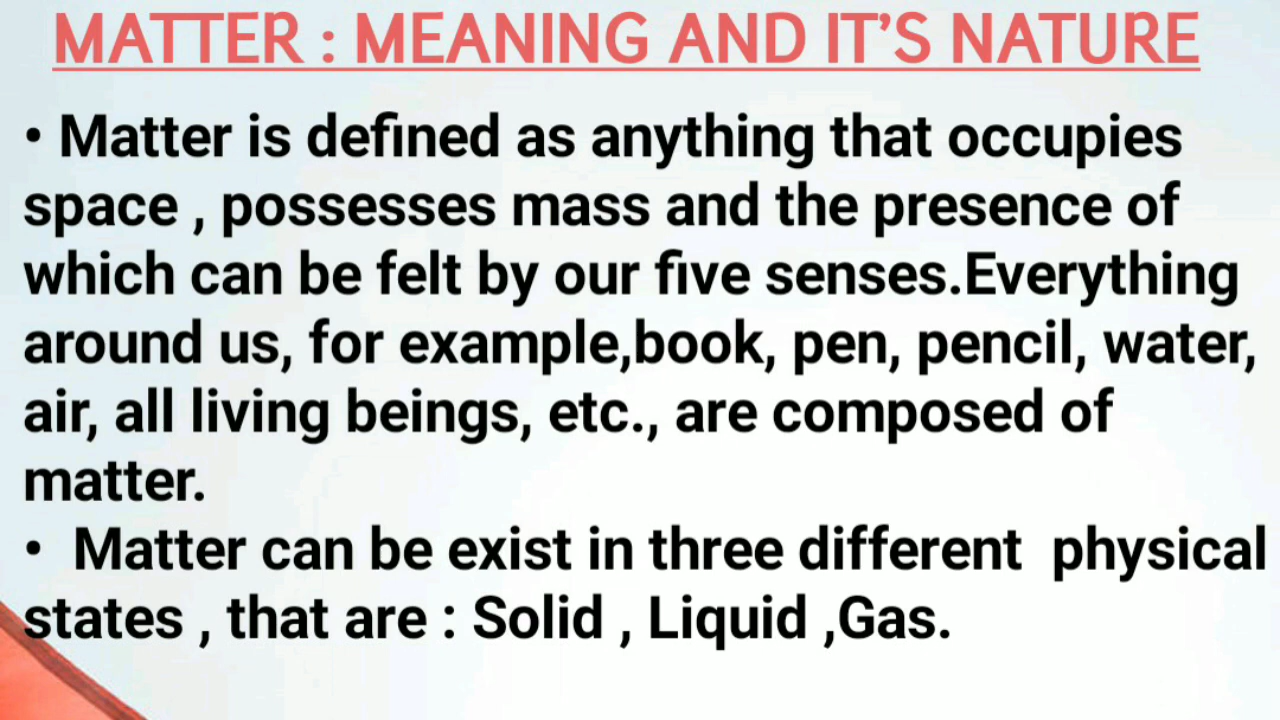 MATTER : MEANING AND IT'S NATURE
• Matter is defined as anything that occupies
space , possesses mass and the presence of
which can be felt by our five senses.Everything
around us, for example,book, pen, pencil, water,
air, all living beings, etc., are composed of
matter.
• Matter can be exist in three different  physical
states , that are : Solid , Liquid ,Gas.